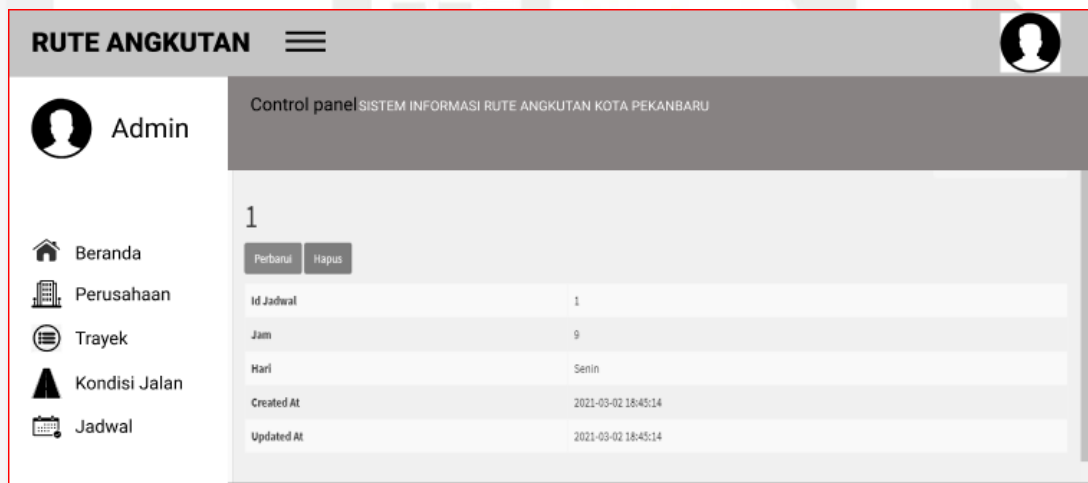 RUTE ANGKUTAN
Admin
Control panel SISTEM INFORMASI RUTE ANGKUTAN KOTA PEKANBARU
Beranda
Perusahaan
Trayek
Kondisi Jalan
Jadwal
1
Perbarui Hapus
Id Jadwal 1
Jam 9
Hari Senin
Created At 2021-03-02 18:45:14
Updated At 2021-03-02 18:45:14